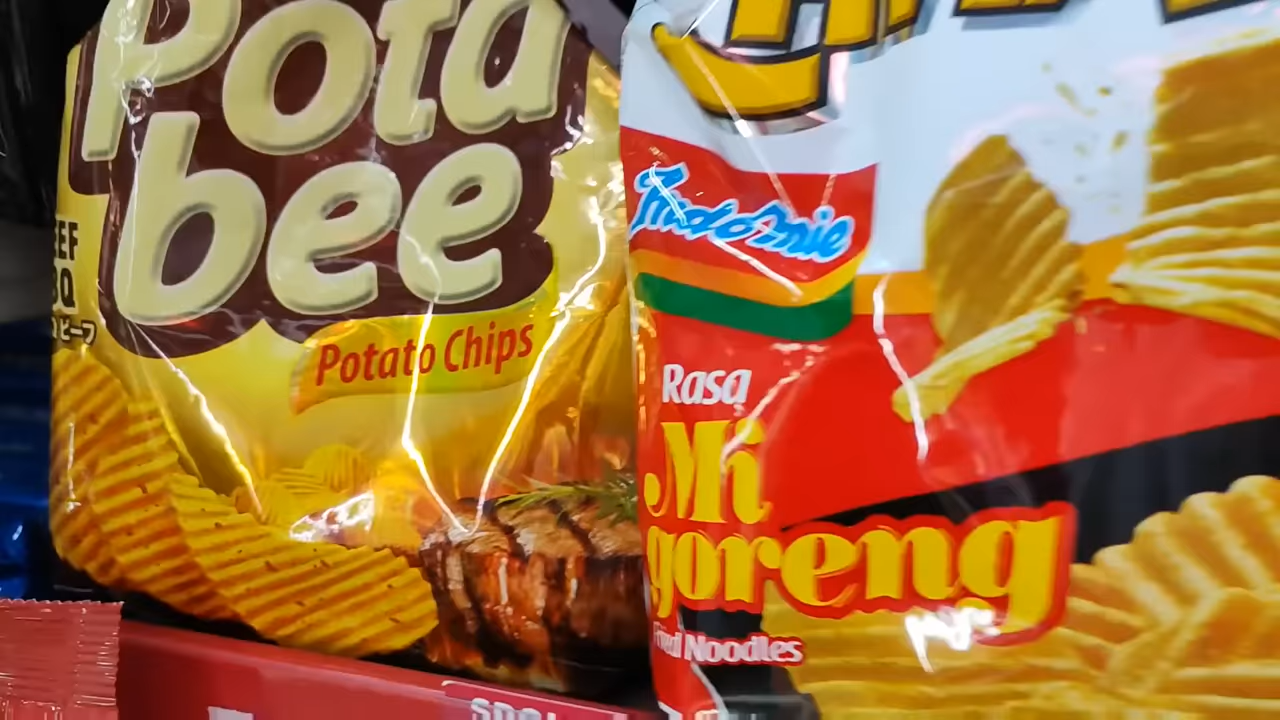 Pota
bee
Potato Chips
Indomie
Rasa
Mi
goreng
Fried Noodles